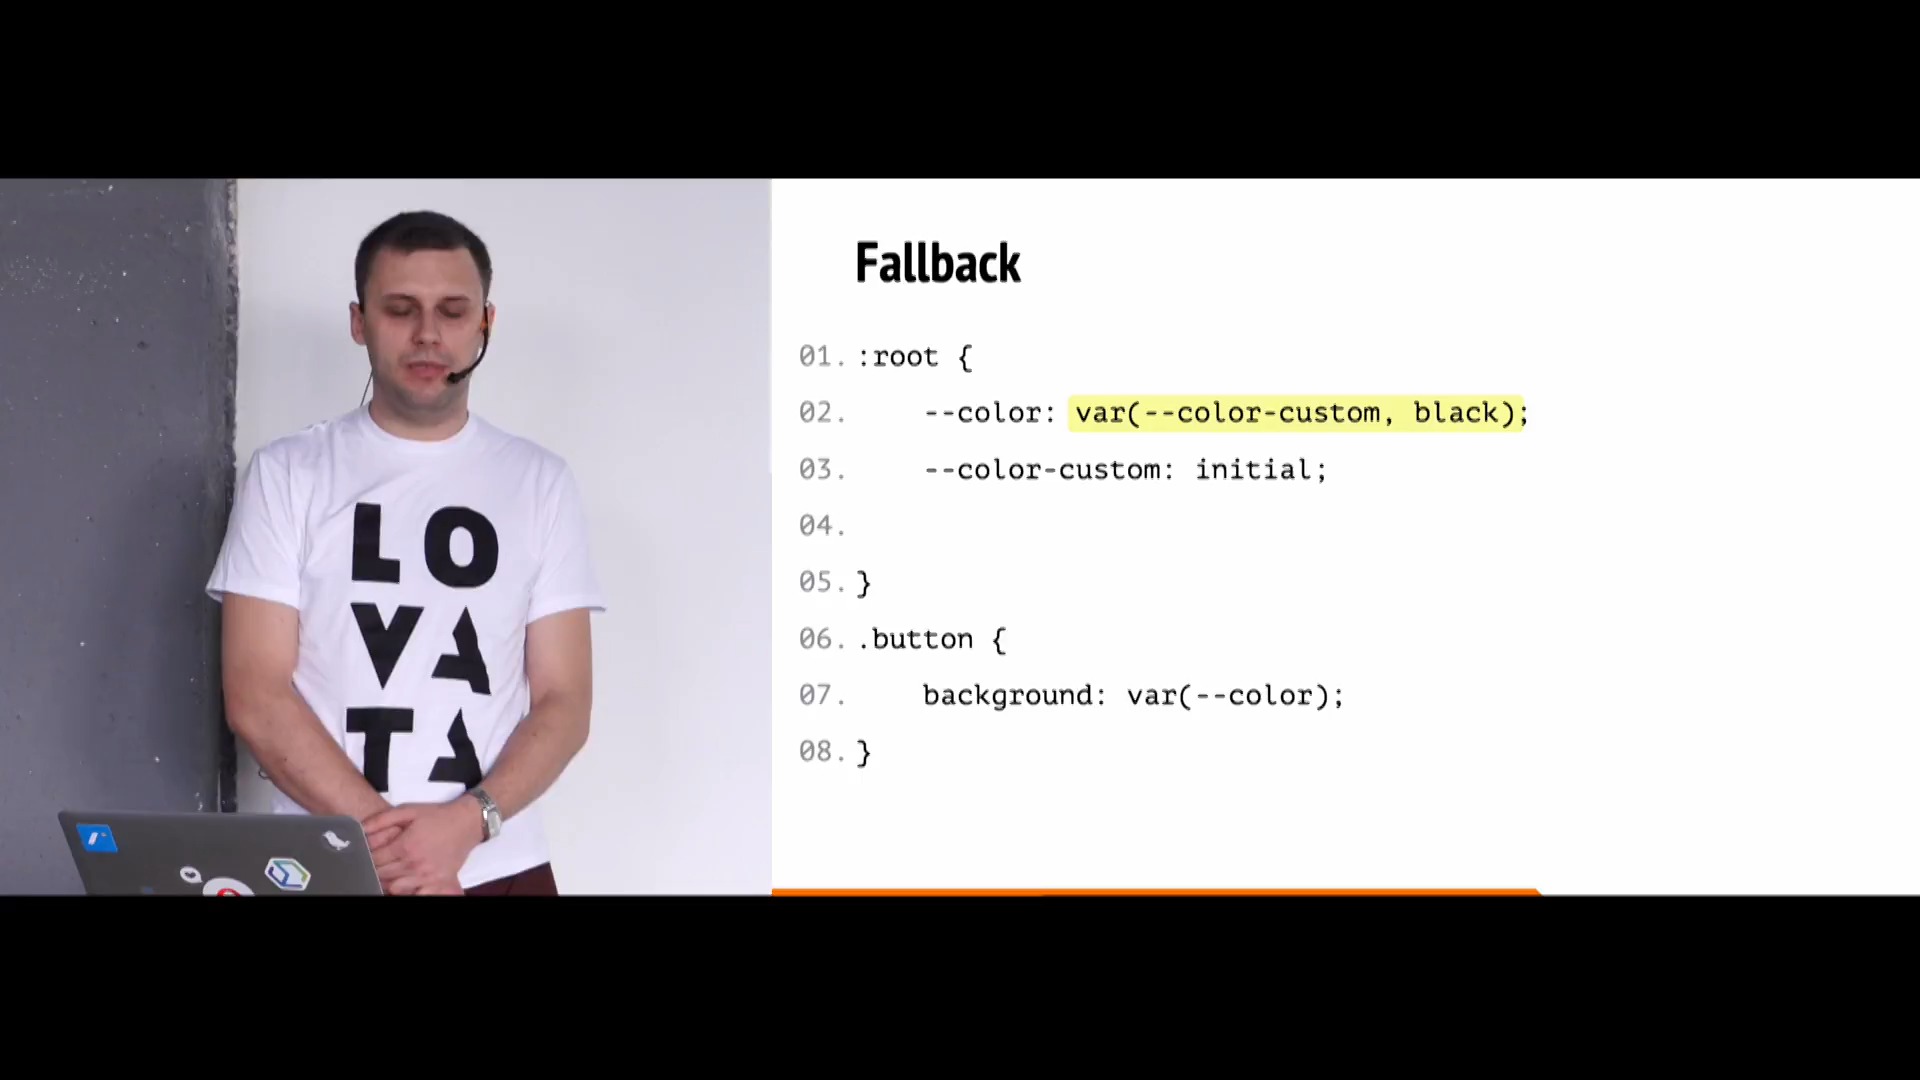 LO
VA
TA
Fallback
01. :root {
02. --color: var(--color-custom, black);
03. --color-custom: initial;
04.
05. }
06. .button {
07. background: var(--color);
08. }